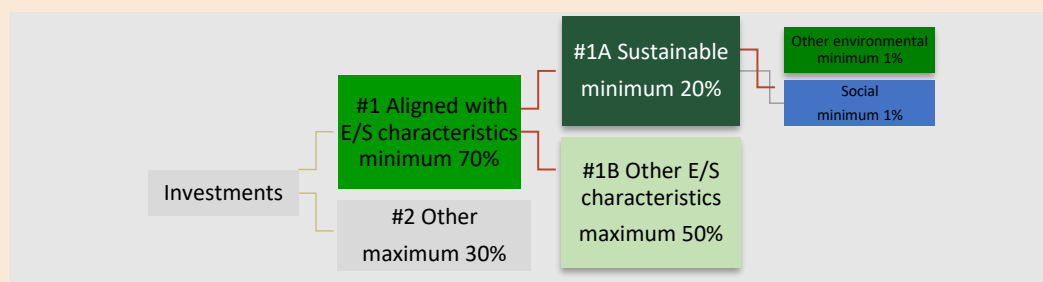 Investments
#1 Aligned with
E/S characteristics
minimum 70%
#2 Other
maximum 30%
#1A Sustainable
minimum 20%
#1B Other E/S
characteristics
maximum 50%
Other environmental
minimum 1%
Social
minimum 1%